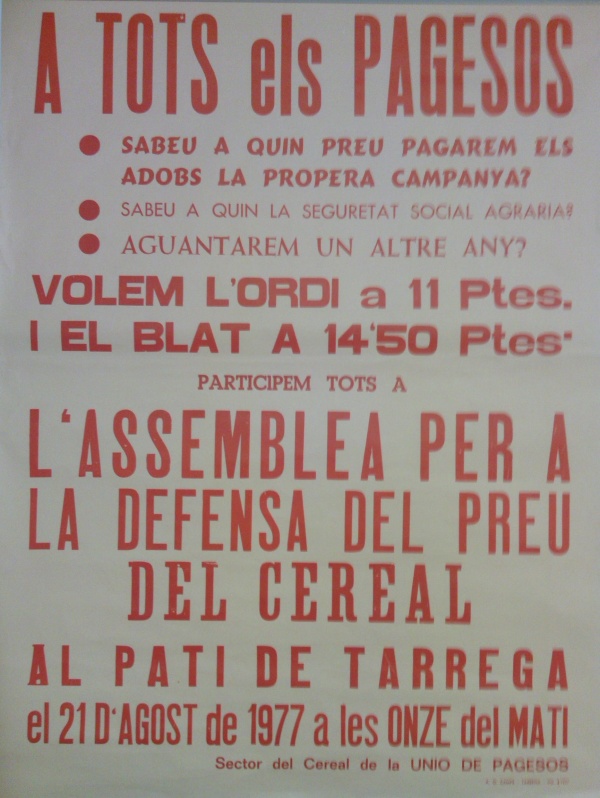 A TOTS els PAGESOS
● SABEU A QUIN PREU PAGAREM ELS
ADOBS LA PROPERA CAMPANYA?
● SABEU A QUIN LA SEGURETAT SOCIAL AGRARIA?
● AGUANTAREM UN ALTRE ANY?
VOLEM L'ORDI a 11 Ptes.
I EL BLAT A 14'50 Ptes·
PARTICIPEM TOTS A
L'ASSEMBLEA PER A
LA DEFENSA DEL PREU
DEL CEREAL
AL PATI DE TARREGA
el 21 D'AGOST de 1977 a les ONZE del MATI
Sector del Cereal de la UNIO DE PAGESOS